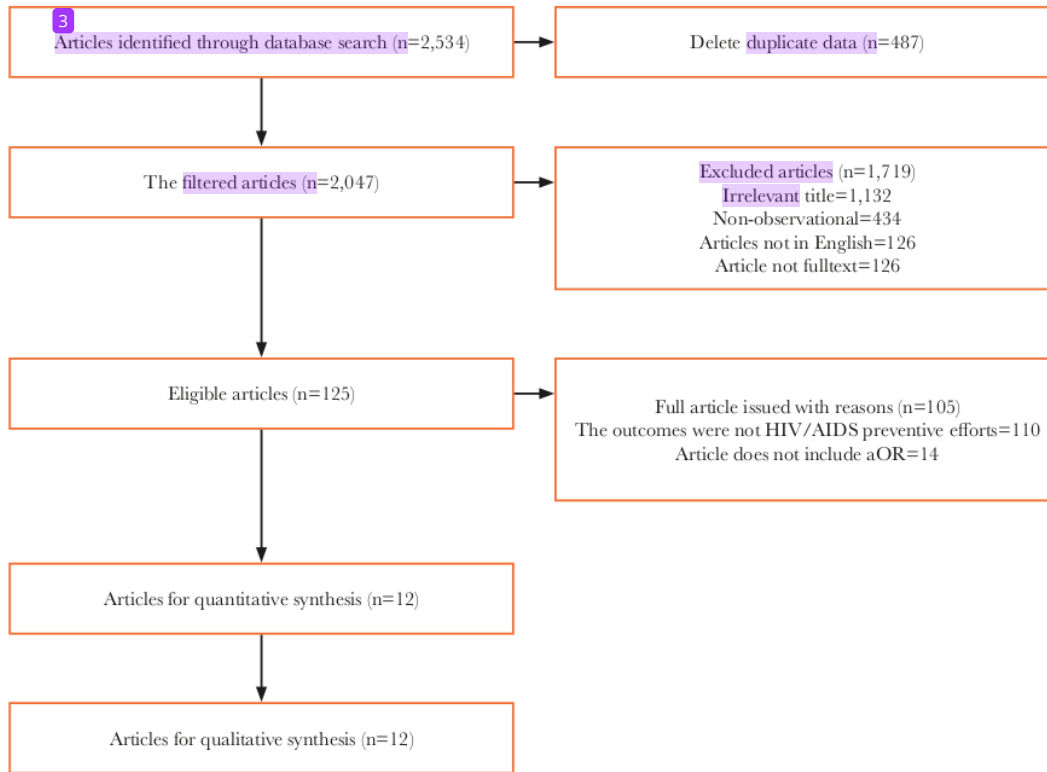 3
Articles identified through database search (n=2,534)
Delete duplicate data (n=487)
The filtered articles (n=2,047)
Excluded articles (n=1,719)
Irrelevant title=1,132
Non-observational=434
Articles not in English=126
Article not fulltext=126
Eligible articles (n=125)
Full article issued with reasons (n=105)
The outcomes were not HIV/AIDS preventive efforts=110
Article does not include aOR=14
Articles for quantitative synthesis (n=12)
Articles for qualitative synthesis (n=12)